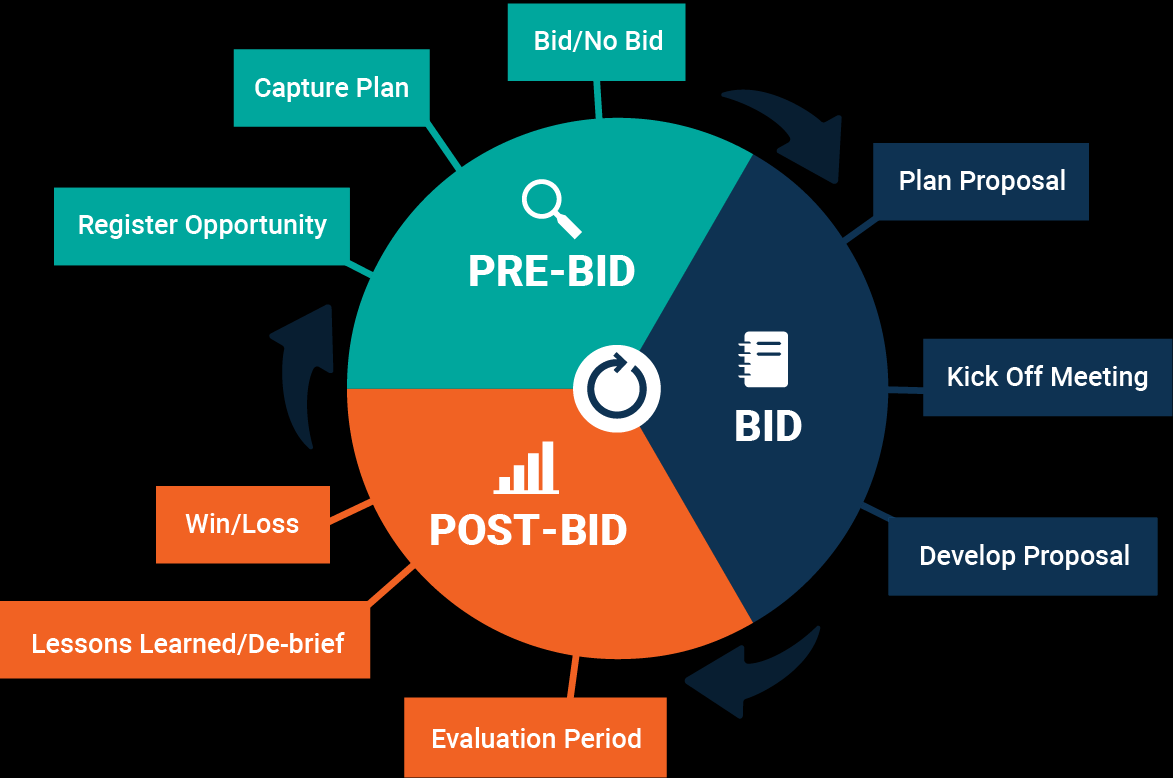 Bid/No Bid
Capture Plan
Plan Proposal
Register Opportunity
PRE-BID
Kick Off Meeting
BID
Win/Loss
POST-BID
Develop Proposal
Lessons Learned/De-brief
Evaluation Period